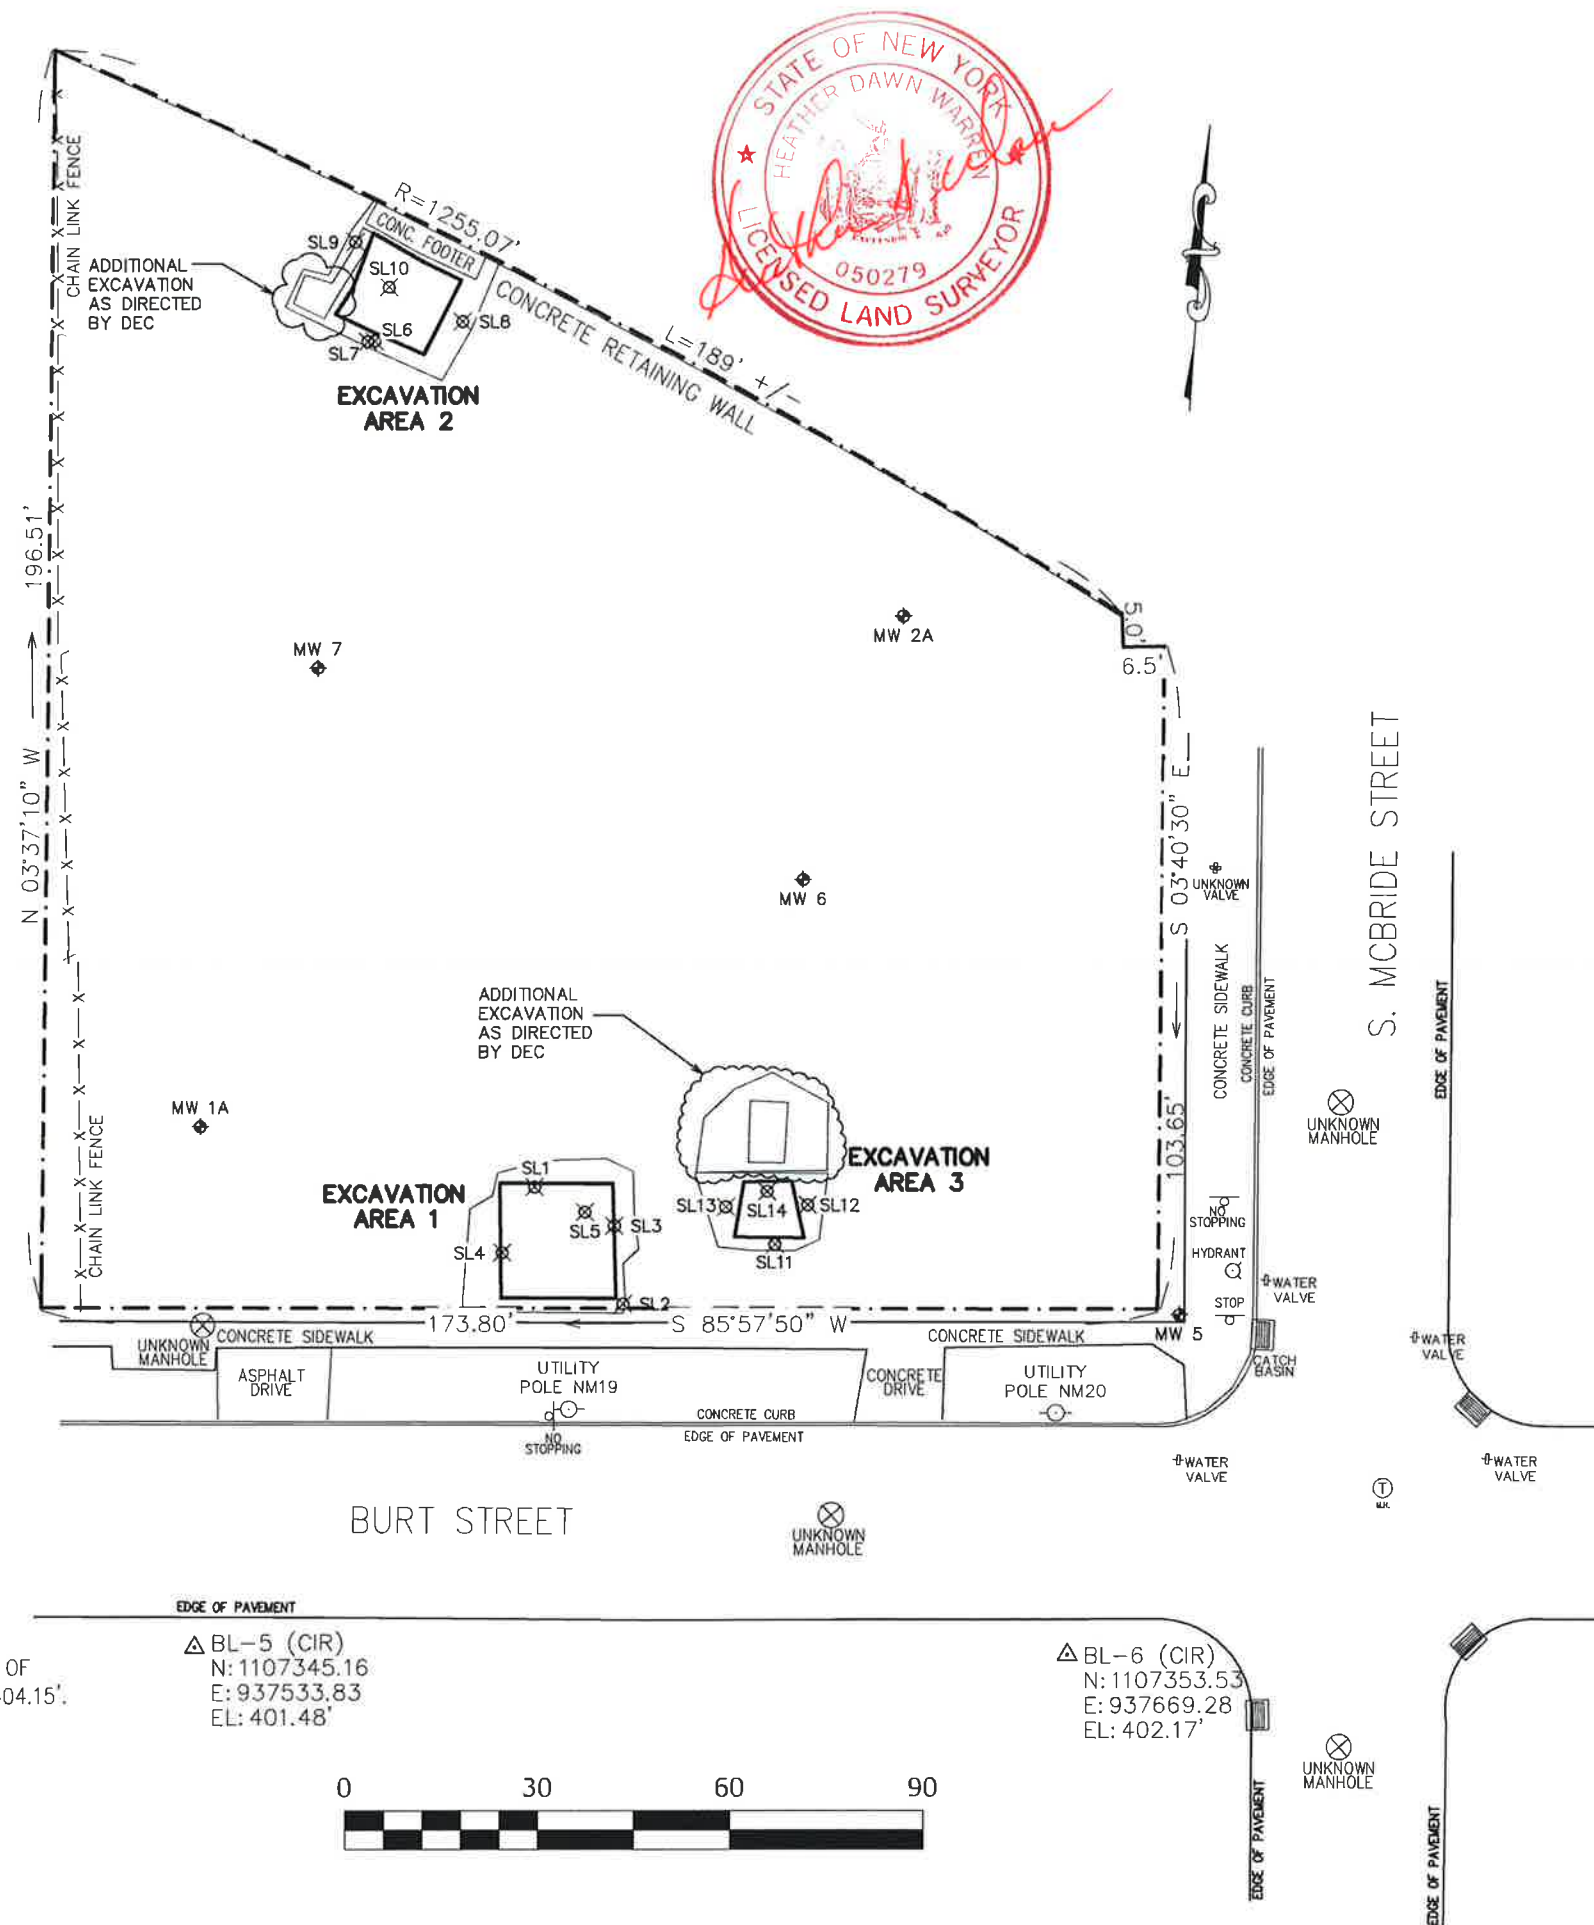 STATE OF NEW YORK
HEATHER DAWN WARREN
050279
LICENSED LAND SURVEYOR
CHAIN LINK FENCE
R=1255.07'
CONC. FOOTER
SL9
SL10
ADDITIONAL
EXCAVATION
AS DIRECTED
BY DEC
SL6
SL8
SL7
CONCRETE RETAINING WALL
L=189' +/-
EXCAVATION
AREA 2
196.51'
N 03°37'10" W
MW 7
MW 2A
5.0'
6.5'
S 03°40'30" E
103.65'
S. MCBRIDE STREET
UNKNOWN
VALVE
MW 6
CONCRETE SIDEWALK
CONCRETE CURB
EDGE OF PAVEMENT
EDGE OF PAVEMENT
ADDITIONAL
EXCAVATION
AS DIRECTED
BY DEC
MW 1A
UNKNOWN
MANHOLE
CHAIN LINK FENCE
EXCAVATION
AREA 1
SL1
SL5
SL3
SL4
SL2
EXCAVATION
AREA 3
SL13
SL14
SL12
SL11
NO
STOPPING
HYDRANT
WATER
VALVE
STOP
173.80'
S 85°57'50" W
MW 5
UNKNOWN
MANHOLE
CONCRETE SIDEWALK
CONCRETE SIDEWALK
WATER
VALVE
CATCH
BASIN
ASPHALT
DRIVE
UTILITY
POLE NM19
CONCRETE
DRIVE
UTILITY
POLE NM20
CONCRETE CURB
EDGE OF PAVEMENT
NO
STOPPING
WATER
VALVE
WATER
VALVE
T
M.H.
BURT STREET
UNKNOWN
MANHOLE
EDGE OF PAVEMENT
OF
04.15'.
BL-5 (CIR)
N: 1107345.16
E: 937533.83
EL: 401.48'
BL-6 (CIR)
N: 1107353.53
E: 937669.28
EL: 402.17'
UNKNOWN
MANHOLE
EDGE OF PAVEMENT
EDGE OF PAVEMENT
0 30 60 90